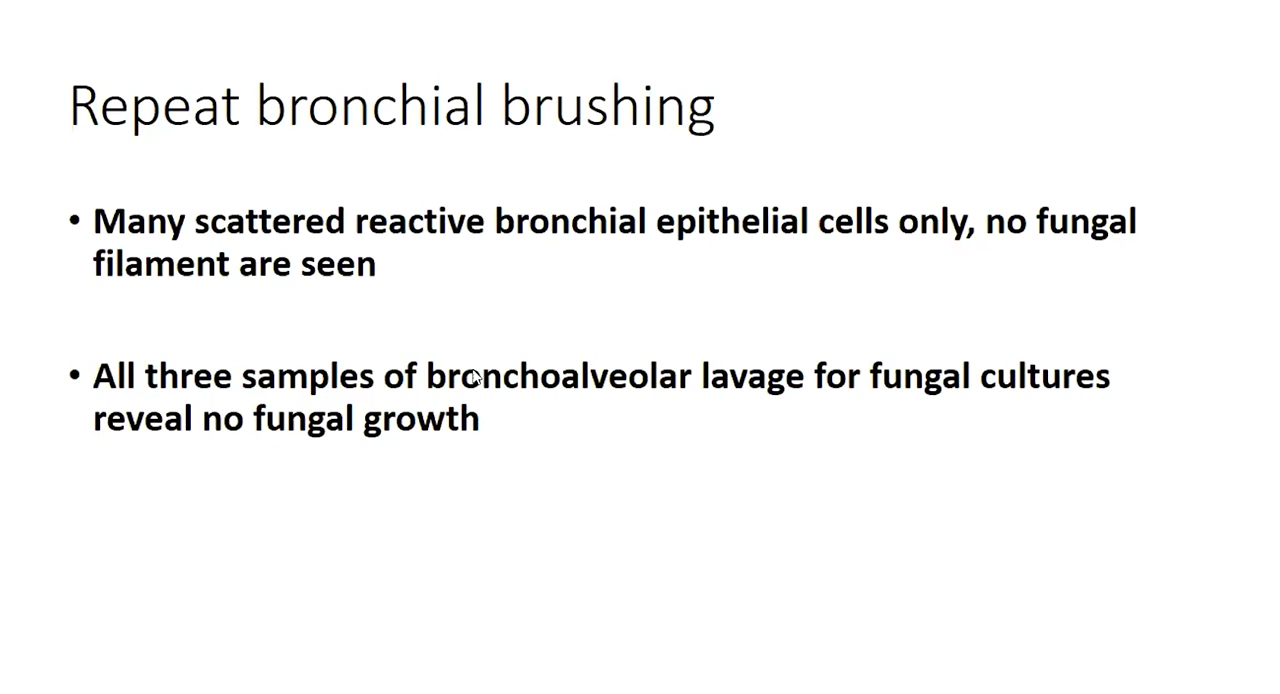 Repeat bronchial brushing
• Many scattered reactive bronchial epithelial cells only, no fungal
filament are seen
• All three samples of bronchoalveolar lavage for fungal cultures
reveal no fungal growth